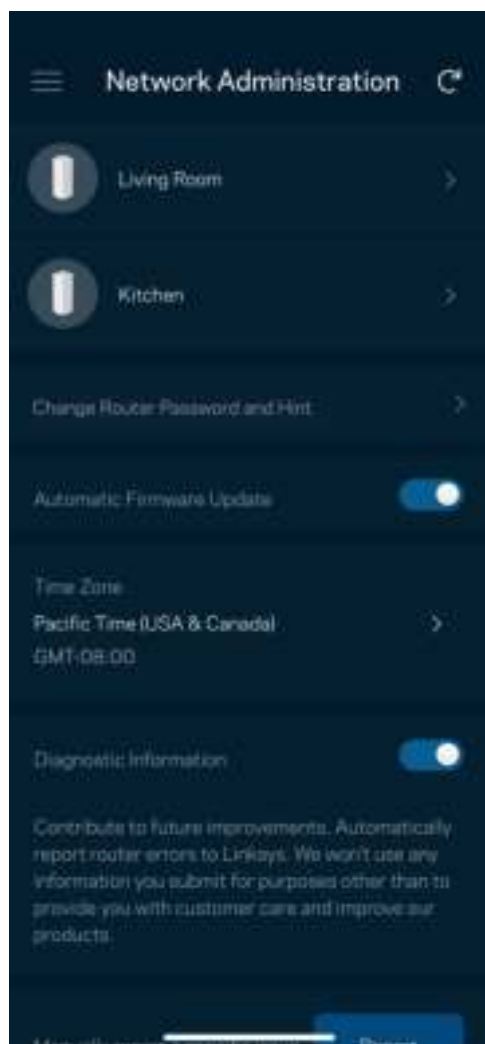 Network Administration
Living Room
Kitchen
Change Router Password and Hint
Automatic Firmware Update
Time Zone
Pacific Time (USA & Canada)
GMT-08:00
Diagnostic Information
Contribute to future improvements. Automatically
report router errors to Linksys. We won't use any
information you submit for purposes other than to
provide you with customer care and improve our
products.